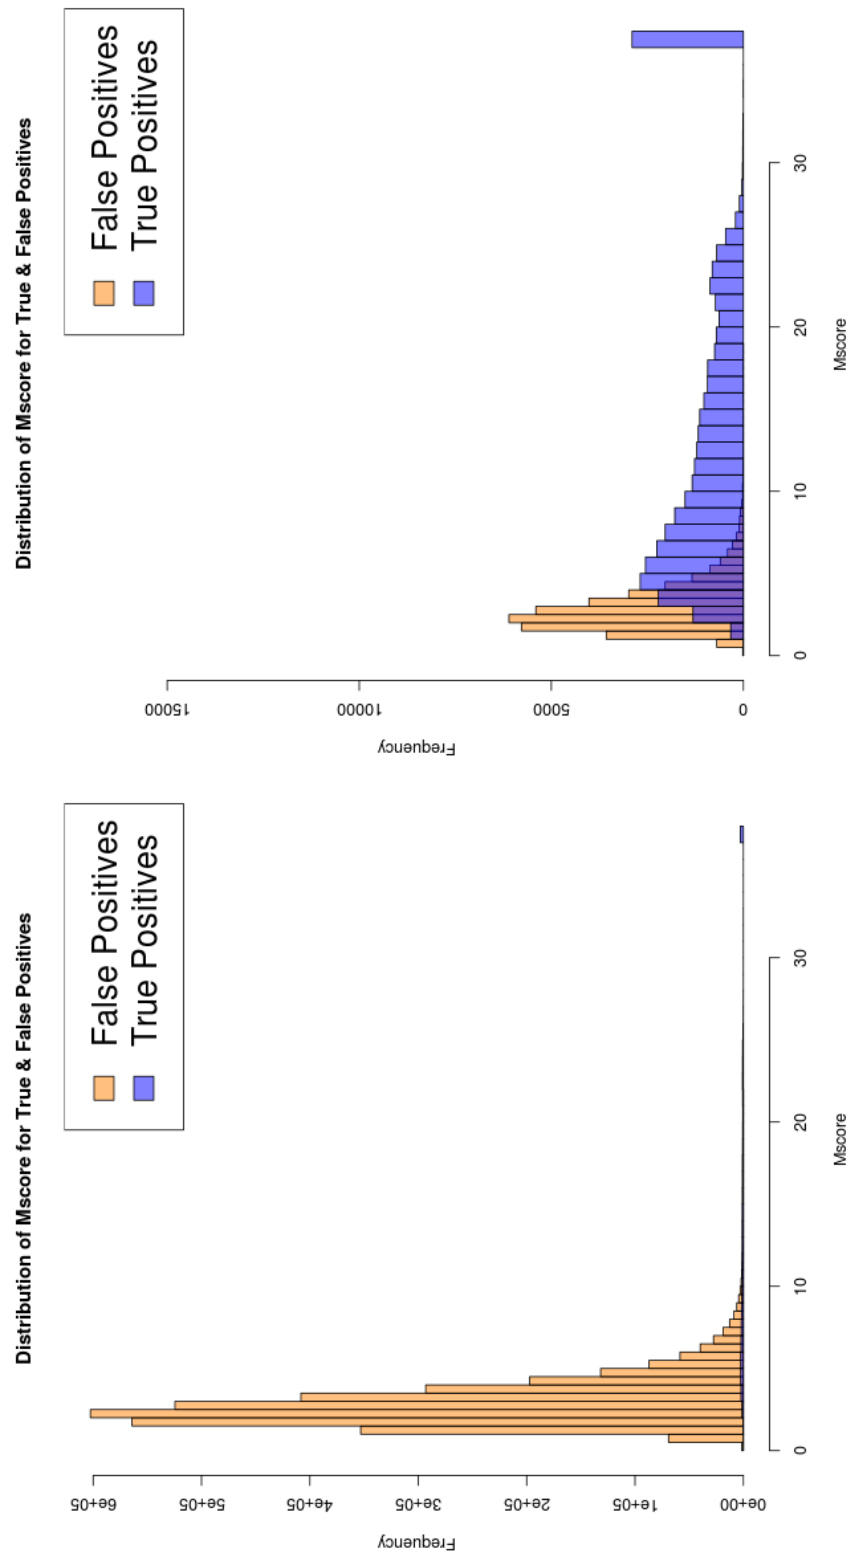 Distribution of Mscore for True & False Positives
False Positives
True Positives
Frequency
6e+05
5e+05
4e+05
3e+05
2e+05
1e+05
0e+00
0
10
20
30
Mscore
Distribution of Mscore for True & False Positives
False Positives
True Positives
Frequency
15000
10000
5000
0
0
10
20
30
Mscore